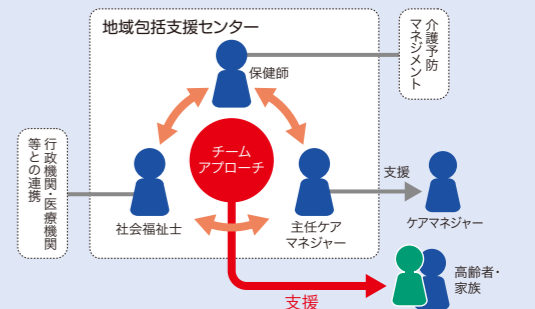 地域包括支援センター
保健師
介護予防
マネジメント
チーム
アプローチ
行政機関・医療機関
等との連携
社会福祉士
主任ケア
マネジャー
支援
ケアマネジャー
高齢者・
家族
支援